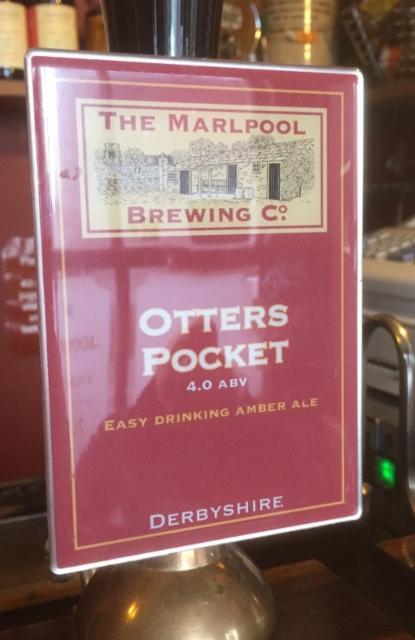 THE MARLPOOL
BREWING Cº.
OTTERS
POCKET
4.0 ABV
EASY DRINKING AMBER ALE
DERBYSHIRE